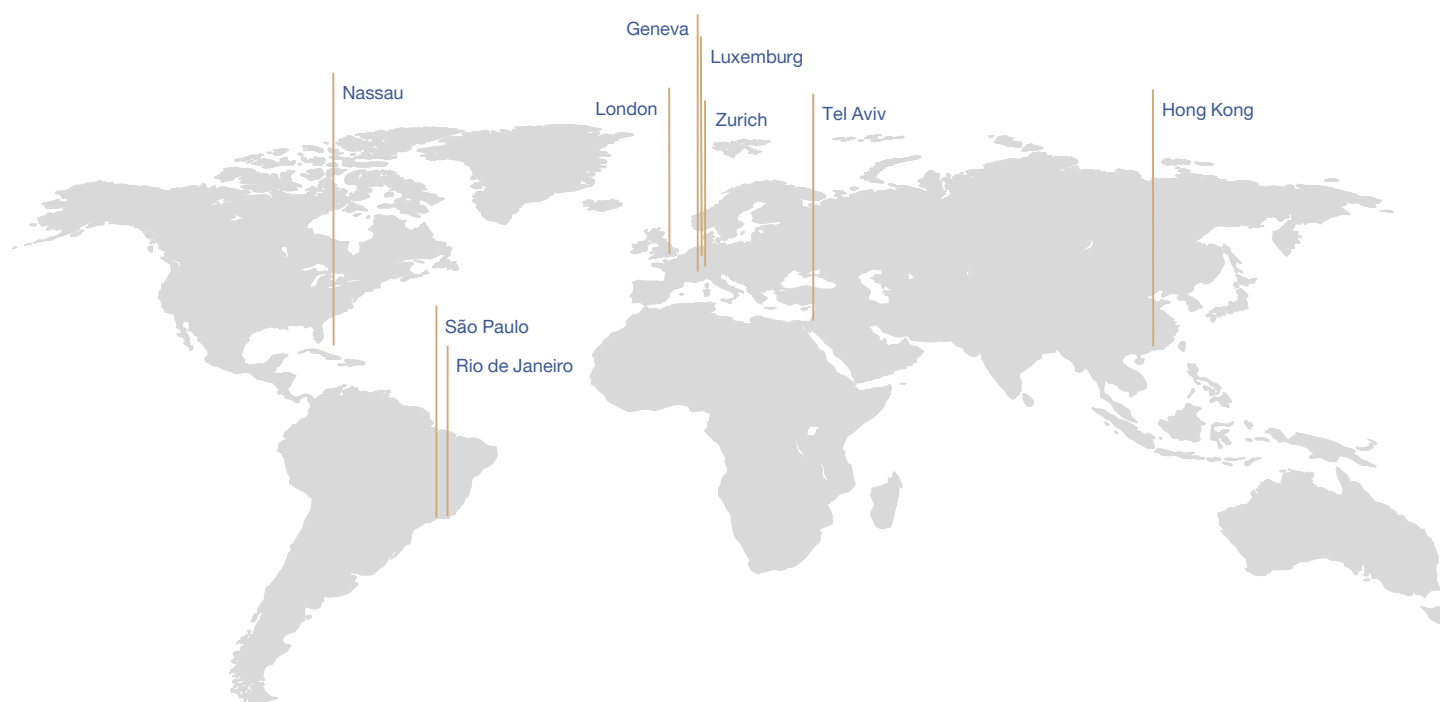 Geneva
Luxemburg
Nassau
London
Zurich
Tel Aviv
Hong Kong
São Paulo
Rio de Janeiro